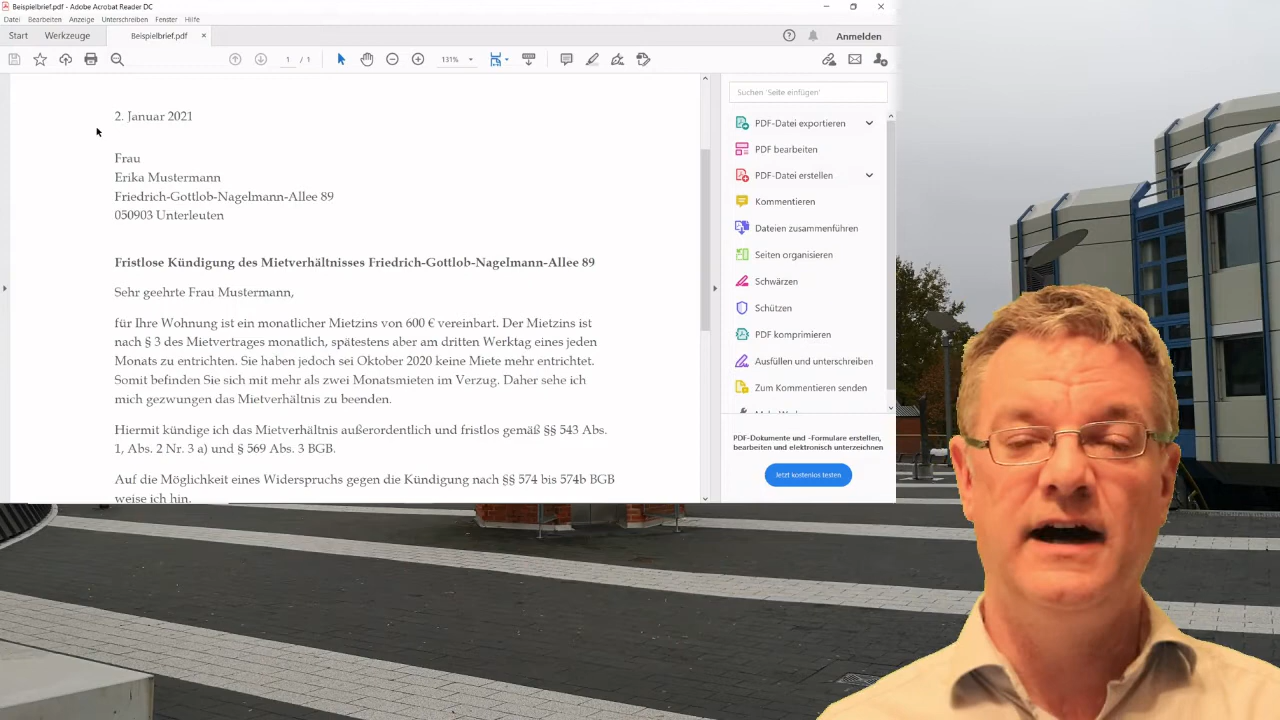 Beispielbrief.pdf - Adobe Acrobat Reader DC
Datei Bearbeiten Anzeige Unterschreiben Fenster Hilfe
Start Werkzeuge Beispielbrief.pdf × Anmelden
1 / 1 131%
2. Januar 2021
Frau
Erika Mustermann
Friedrich-Gottlob-Nagelmann-Allee 89
050903 Unterleuten
Fristlose Kündigung des Mietverhältnisses Friedrich-Gottlob-Nagelmann-Allee 89
Sehr geehrte Frau Mustermann,
für Ihre Wohnung ist ein monatlicher Mietzins von 600 € vereinbart. Der Mietzins ist
nach § 3 des Mietvertrages monatlich, spätestens aber am dritten Werktag eines jeden
Monats zu entrichten. Sie haben jedoch sei Oktober 2020 keine Miete mehr entrichtet.
Somit befinden Sie sich mit mehr als zwei Monatsmieten im Verzug. Daher sehe ich
mich gezwungen das Mietverhältnis zu beenden.
Hiermit kündige ich das Mietverhältnis außerordentlich und fristlos gemäß §§ 543 Abs.
1, Abs. 2 Nr. 3 a) und § 569 Abs. 3 BGB.
Auf die Möglichkeit eines Widerspruchs gegen die Kündigung nach §§ 574 bis 574b BGB
weise ich hin.
Suchen 'Seite einfügen'
PDF-Datei exportieren
PDF bearbeiten
PDF-Datei erstellen
Kommentieren
Dateien zusammenführen
Seiten organisieren
Schwärzen
Schützen
PDF komprimieren
Ausfüllen und unterschreiben
Zum Kommentieren senden
PDF-Dokumente und -Formulare erstellen,
bearbeiten und elektronisch unterzeichnen
Jetzt kostenlos testen